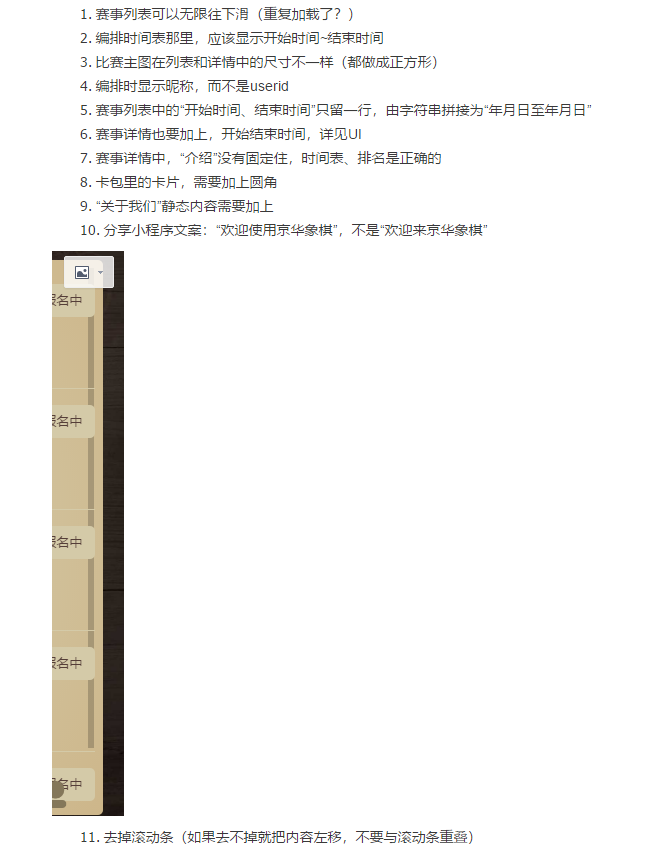 1. 赛事列表可以无限往下滑（重复加载了？）
2. 编排时间表那里，应该显示开始时间~结束时间
3. 比赛主图在列表和详情中的尺寸不一样（都做成正方形）
4. 编排时显示昵称，而不是userid
5. 赛事列表中的“开始时间、结束时间”只留一行，由字符串拼接为“年月日至年月日”
6. 赛事详情也要加上，开始结束时间，详见UI
7. 赛事详情中，“介绍”没有固定住，时间表、排名是正确的
8. 卡包里的卡片，需要加上圆角
9. “关于我们”静态内容需要加上
10. 分享小程序文案：“欢迎使用京华象棋”，不是“欢迎来京华象棋”
报名中
报名中
报名中
报名中
名中
11. 去掉滚动条（如果去不掉就把内容左移，不要与滚动条重叠）